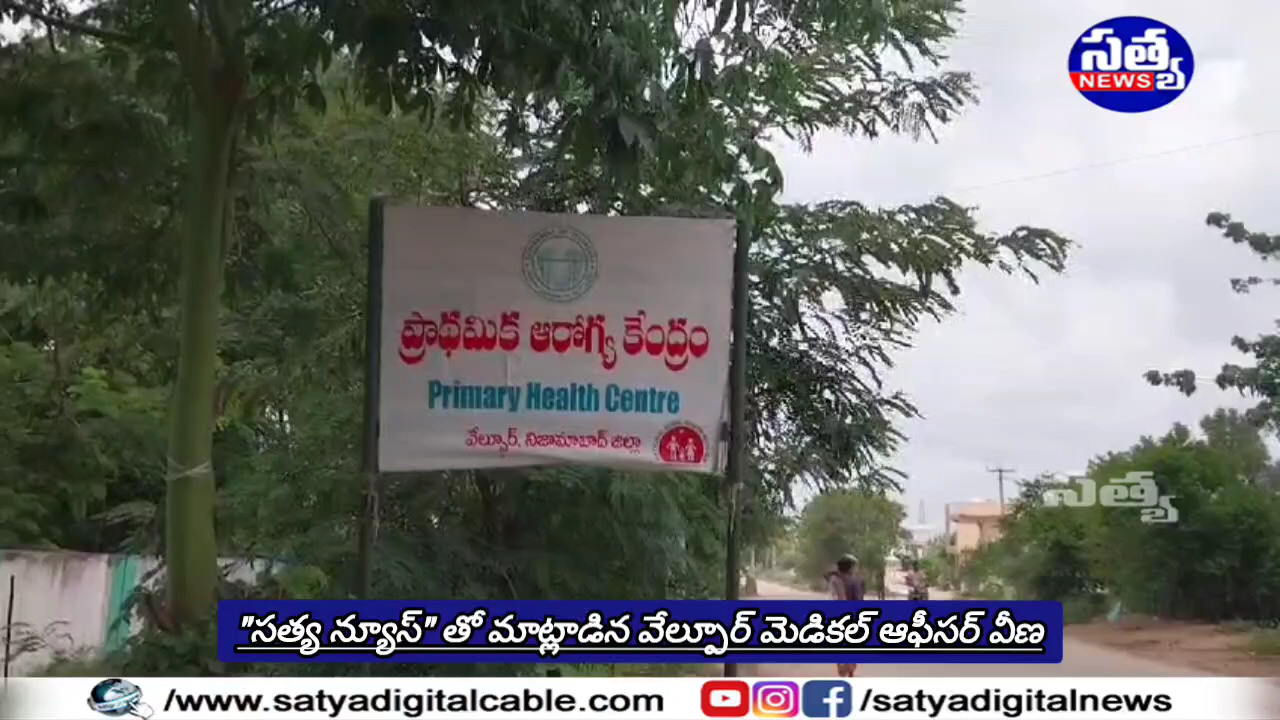 సత్య
NEWS
ప్రాథమిక ఆరోగ్య కేంద్రం
Primary Health Centre
వేల్పూర్, నిజామాబాద్ జిల్లా
సత్య
"సత్య న్యూస్" తో మాట్లాడిన వేల్పూర్ మెడికల్ ఆఫీసర్ వీణ
/www.satyadigitalcable.com
/satyadigitalnews